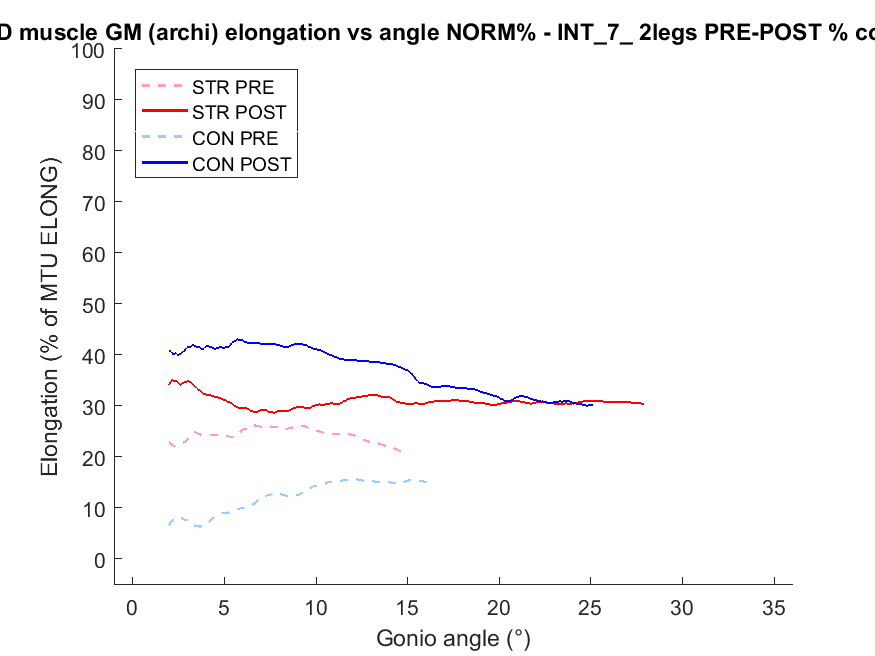 D muscle GM (archi) elongation vs angle NORM% - INT_7_ 2legs PRE-POST % co
100
90
80
70
60
50
40
30
20
10
0
STR PRE
STR POST
CON PRE
CON POST
Elongation (% of MTU ELONG)
0 5 10 15 20 25 30 35
Gonio angle (°)